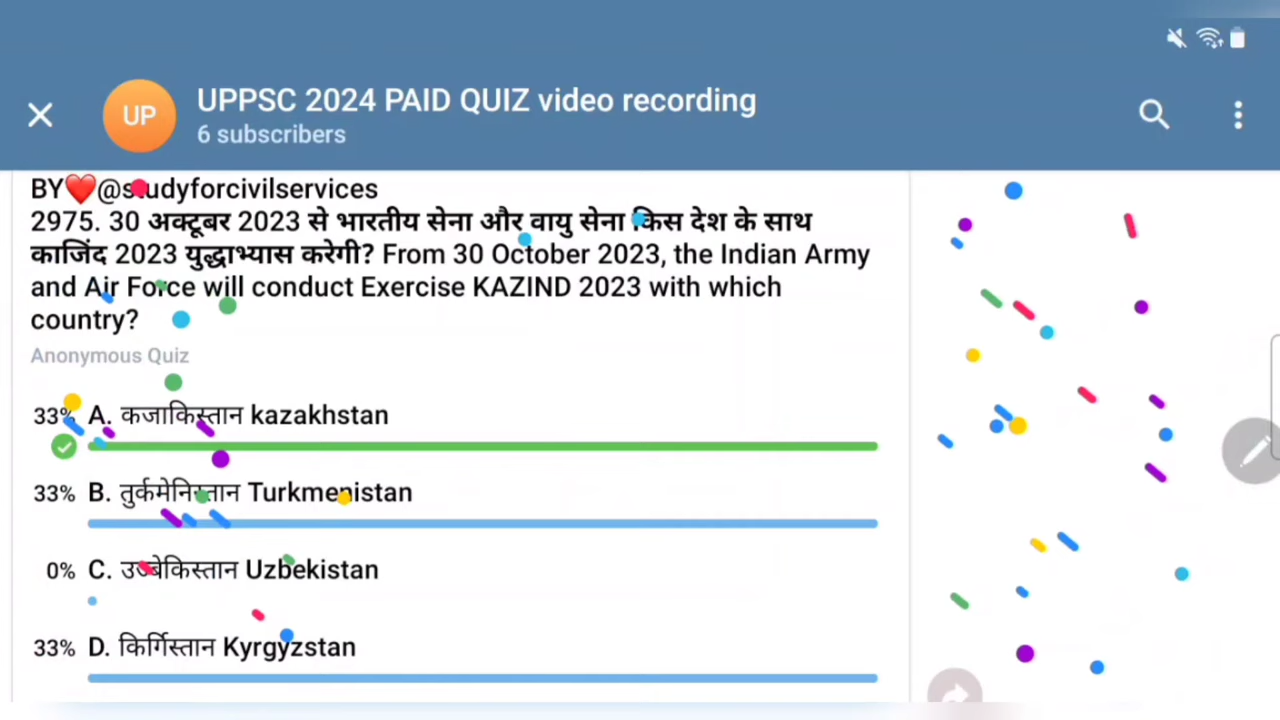 UPPSC 2024 PAID QUIZ video recording
UP
6 subscribers
BY❤️@studyforcivilservices
2975. 30 अक्टूबर 2023 से भारतीय सेना और वायु सेना किस देश के साथ
काजिंद 2023 युद्धाभ्यास करेगी? From 30 October 2023, the Indian Army
and Air Force will conduct Exercise KAZIND 2023 with which
country?
Anonymous Quiz
33% A. कजाकिस्तान kazakhstan
33% B. तुर्कमेनिस्तान Turkmenistan
0% C. उज्बेकिस्तान Uzbekistan
33% D. किर्गिस्तान Kyrgyzstan